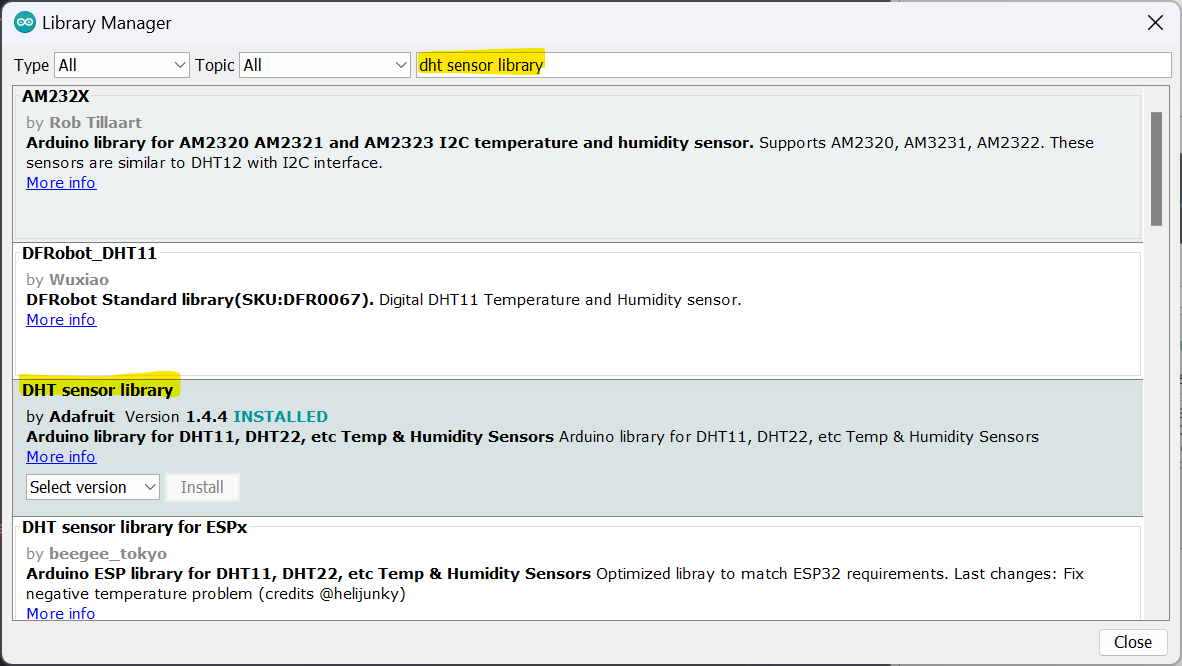 Library Manager
Type All Topic All dht sensor library
AM232X
by Rob Tillaart
Arduino library for AM2320 AM2321 and AM2323 I2C temperature and humidity sensor. Supports AM2320, AM3231, AM2322. These
sensors are similar to DHT12 with I2C interface.
More info
DFRobot_DHT11
by Wuxiao
DFRobot Standard library(SKU:DFR0067). Digital DHT11 Temperature and Humidity sensor.
More info
DHT sensor library
by Adafruit Version 1.4.4 INSTALLED
Arduino library for DHT11, DHT22, etc Temp & Humidity Sensors Arduino library for DHT11, DHT22, etc Temp & Humidity Sensors
More info
Select version Install
DHT sensor library for ESPx
by beegee_tokyo
Arduino ESP library for DHT11, DHT22, etc Temp & Humidity Sensors Optimized libray to match ESP32 requirements. Last changes: Fix
negative temperature problem (credits @helijunky)
More info
Close